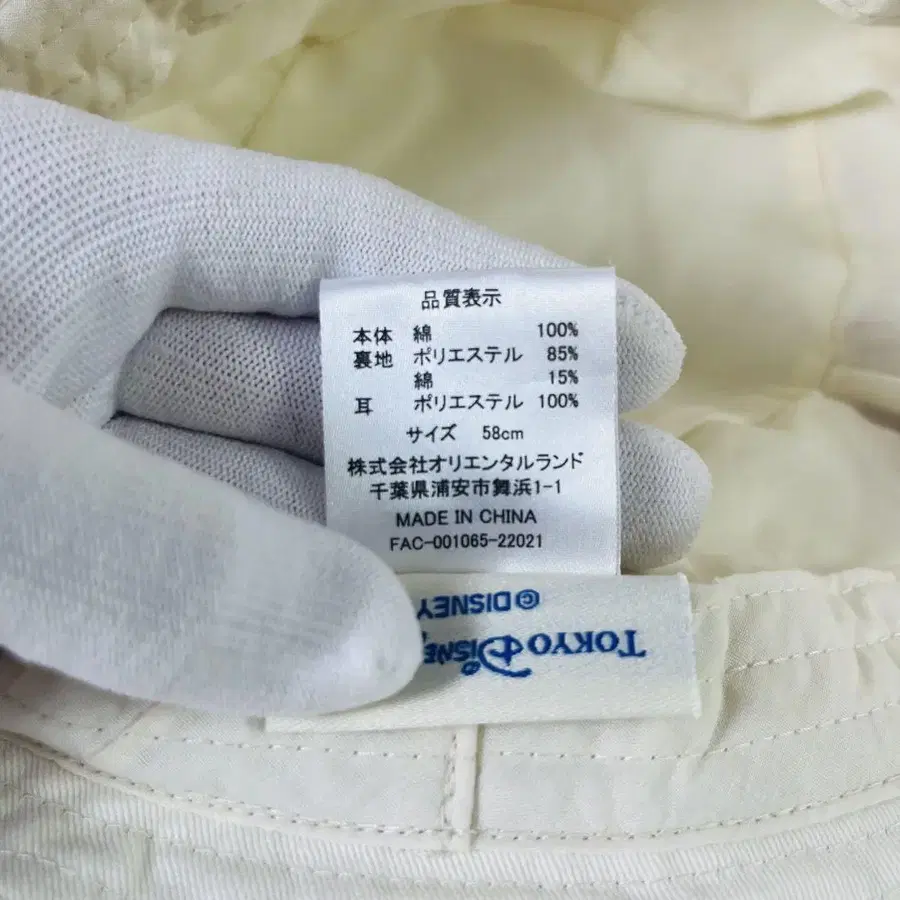 品質表示
本体 綿 100%
裏地 ポリエステル 85%
綿 15%
耳 ポリエステル 100%
サイズ 58cm
株式会社オリエンタルランド
千葉県浦安市舞浜1-1
MADE IN CHINA
FAC-001065-22021
TOKYO
©DISNEY